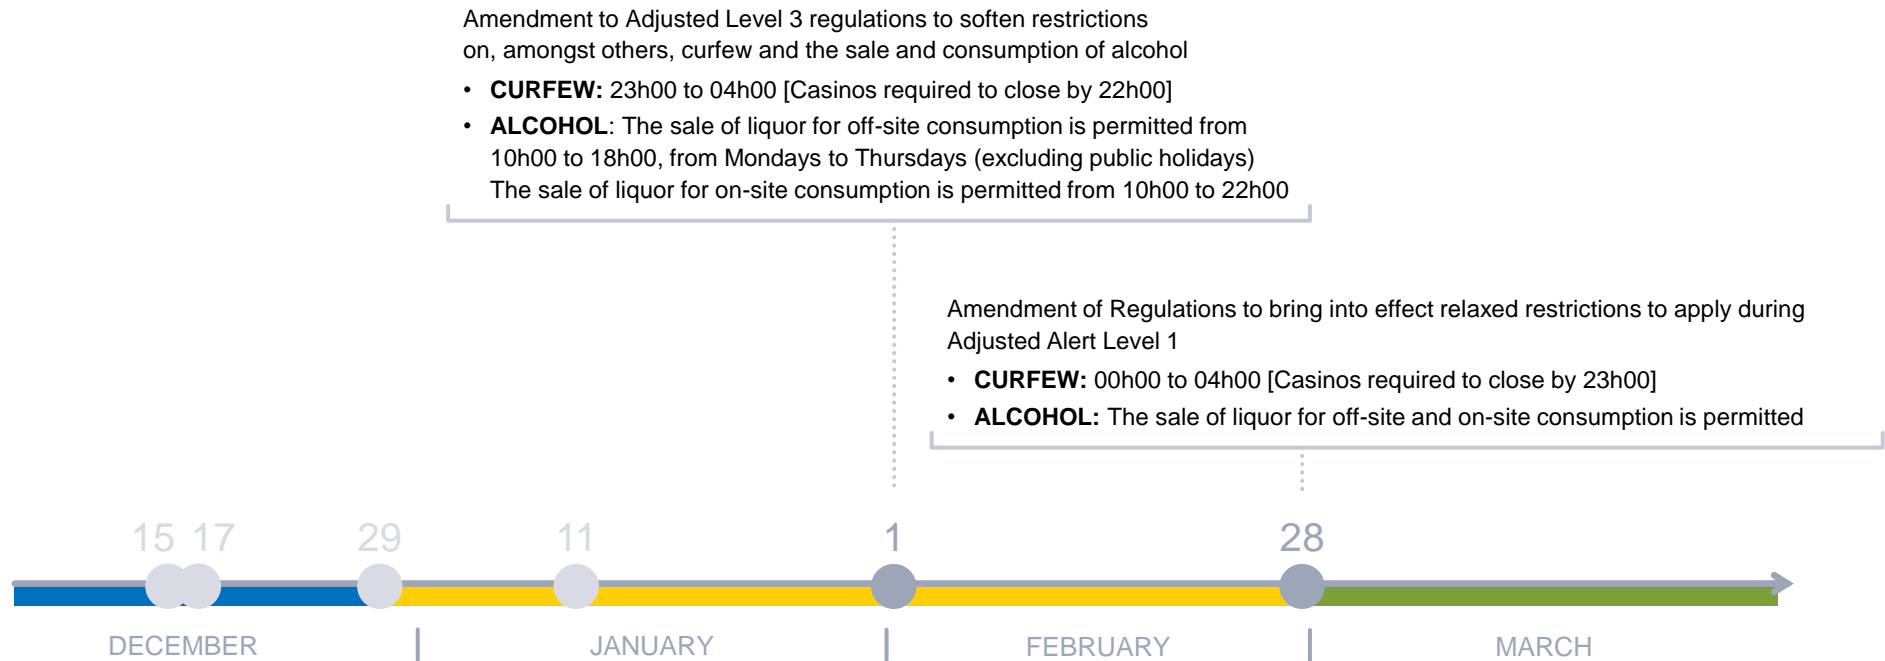 Amendment to Adjusted Level 3 regulations to soften restrictions
on, amongst others, curfew and the sale and consumption of alcohol
• CURFEW: 23h00 to 04h00 [Casinos required to close by 22h00]
• ALCOHOL: The sale of liquor for off-site consumption is permitted from
10h00 to 18h00, from Mondays to Thursdays (excluding public holidays)
The sale of liquor for on-site consumption is permitted from 10h00 to 22h00
Amendment of Regulations to bring into effect relaxed restrictions to apply during
Adjusted Alert Level 1
• CURFEW: 00h00 to 04h00 [Casinos required to close by 23h00]
• ALCOHOL: The sale of liquor for off-site and on-site consumption is permitted
15 17 29 11 1 28
DECEMBER JANUARY FEBRUARY MARCH